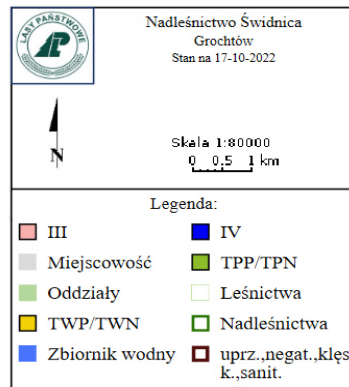 LASY PAŃSTWOWE
Nadleśnictwo Świdnica
Grochtów
Stan na 17-10-2022
N
Skala 1:80000
0 0.5 1 km
Legenda:
III
IV
Miejscowość
TPP/TPN
Oddziały
Leśnictwa
TWP/TWN
Nadleśnictwa
Zbiornik wodny
uprz.,negat.,klęs
k.,sanit.